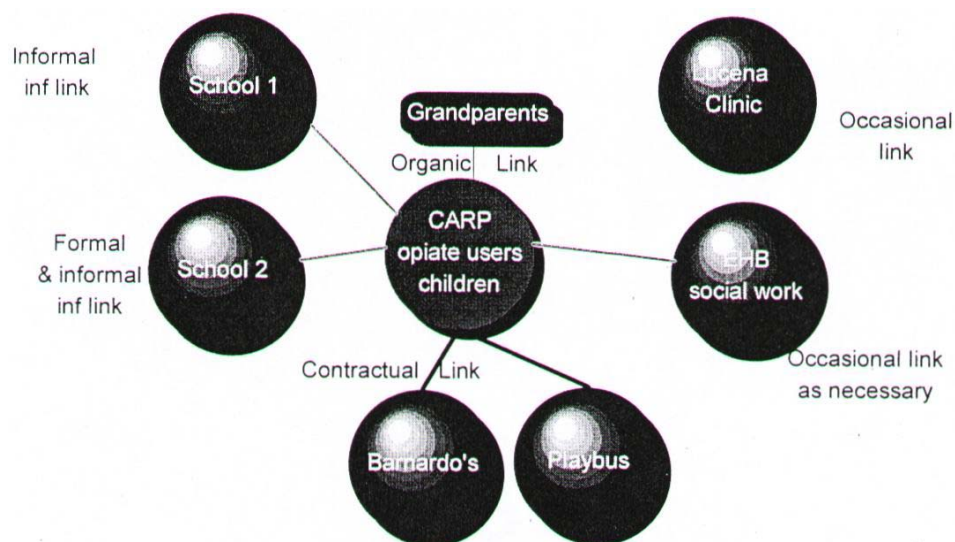 Informal
inf link
School 1
Grandparents
Lucena
Clinic
Occasional
link
Organic Link
CARP
opiate users
children
Formal
& informal
inf link
School 2
EHB
social work
Occasional link
as necessary
Contractual Link
Barnardo's
Playbus